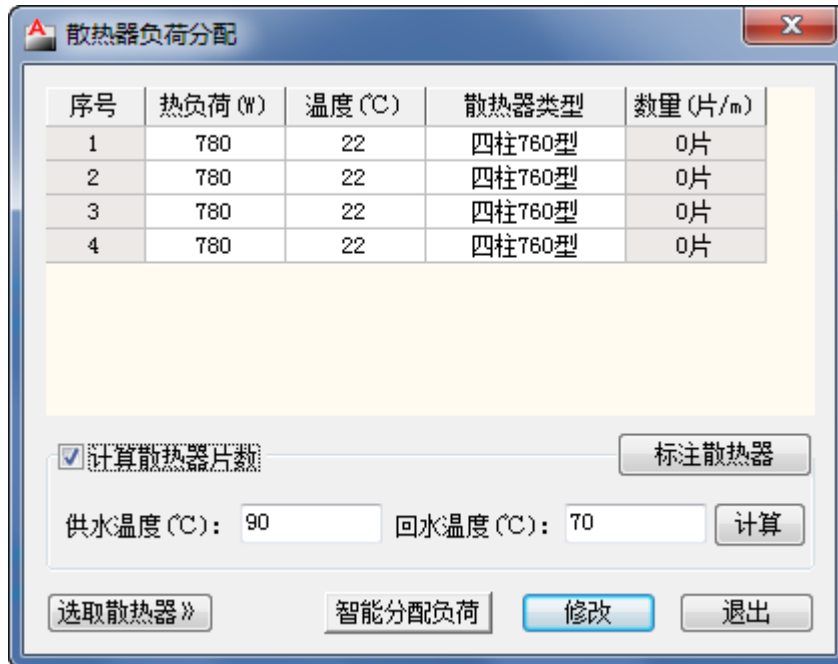 散热器负荷分配
序号 热负荷(W) 温度(℃) 散热器类型 数量(片/m)
1 780 22 四柱760型 0片
2 780 22 四柱760型 0片
3 780 22 四柱760型 0片
4 780 22 四柱760型 0片
计算散热器片数 标注散热器
供水温度(℃): 90 回水温度(℃): 70 计算
选取散热器》 智能分配负荷 修改 退出